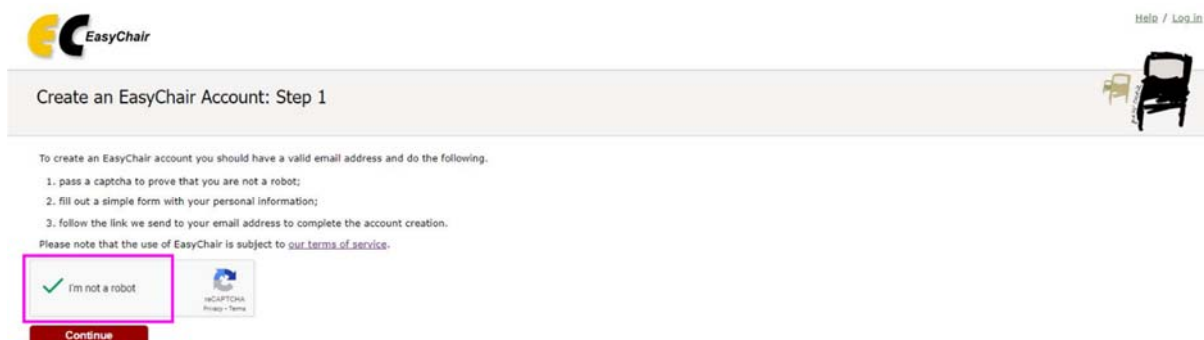 Help / Log in
EasyChair
Create an EasyChair Account: Step 1
To create an EasyChair account you should have a valid email address and do the following.
1. pass a captcha to prove that you are not a robot;
2. fill out a simple form with your personal information;
3. follow the link we send to your email address to complete the account creation.
Please note that the use of EasyChair is subject to our terms of service.
I'm not a robot
reCAPTCHA
Privacy - Terms
Continue